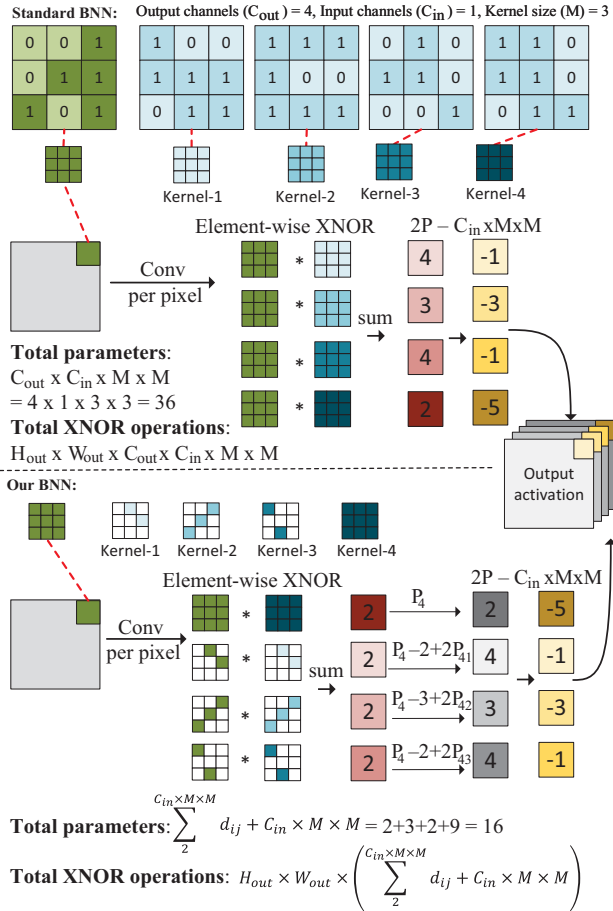 Standard BNN: Output channels (Cout) = 4, Input channels (Cin) = 1, Kernel size (M) = 3
0 0 1
0 1 1
1 0 1
1 0 0
1 1 1
0 1 1
1 1 1
1 0 0
1 1 1
0 1 0
1 1 0
0 0 1
1 1 0
1 1 1
0 1 1
Kernel-1 Kernel-2 Kernel-3 Kernel-4
Element-wise XNOR 2P – Cin xMxM
Conv
per pixel
* 4 -1
* 3 -3
sum
* 4 -1
* 2 -5
Total parameters:
Cout x Cin x M x M
= 4 x 1 x 3 x 3 = 36
Total XNOR operations:
Hout x Wout x Cout x Cin x M x M
Output
activation
Our BNN:
Kernel-1 Kernel-2 Kernel-3 Kernel-4
Element-wise XNOR 2P – Cin xMxM
Conv
per pixel
* 2 P4 2 -5
sum
* 2 P4 –2+2P41 4 -1
* 2 P4 –3+2P42 3 -3
* 2 P4 –2+2P43 4 -1
Total parameters: ∑_{2}^{Cin×M×M} dij + Cin × M × M = 2+3+2+9 = 16
Total XNOR operations: Hout × Wout × (∑_{2}^{Cin×M×M} dij + Cin × M × M)